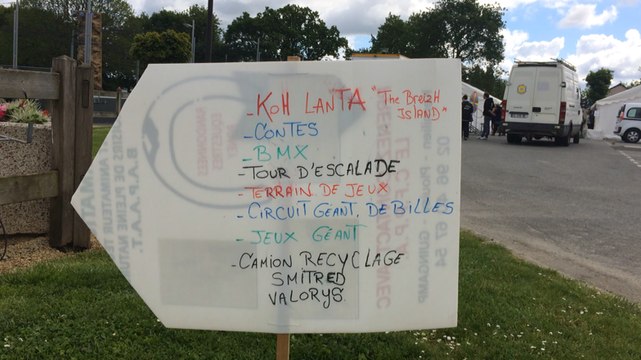 - KOH LANTA "The Breizh
ISLAND"
- CONTES
- BMX
- TOUR D'ESCALADE
- TERRAIN DE JEUX
- CIRCUIT GEANT, DE BILLES
- JEUX GEANT
- CAMION RECYCLAGE
SMITRED
VALORYS